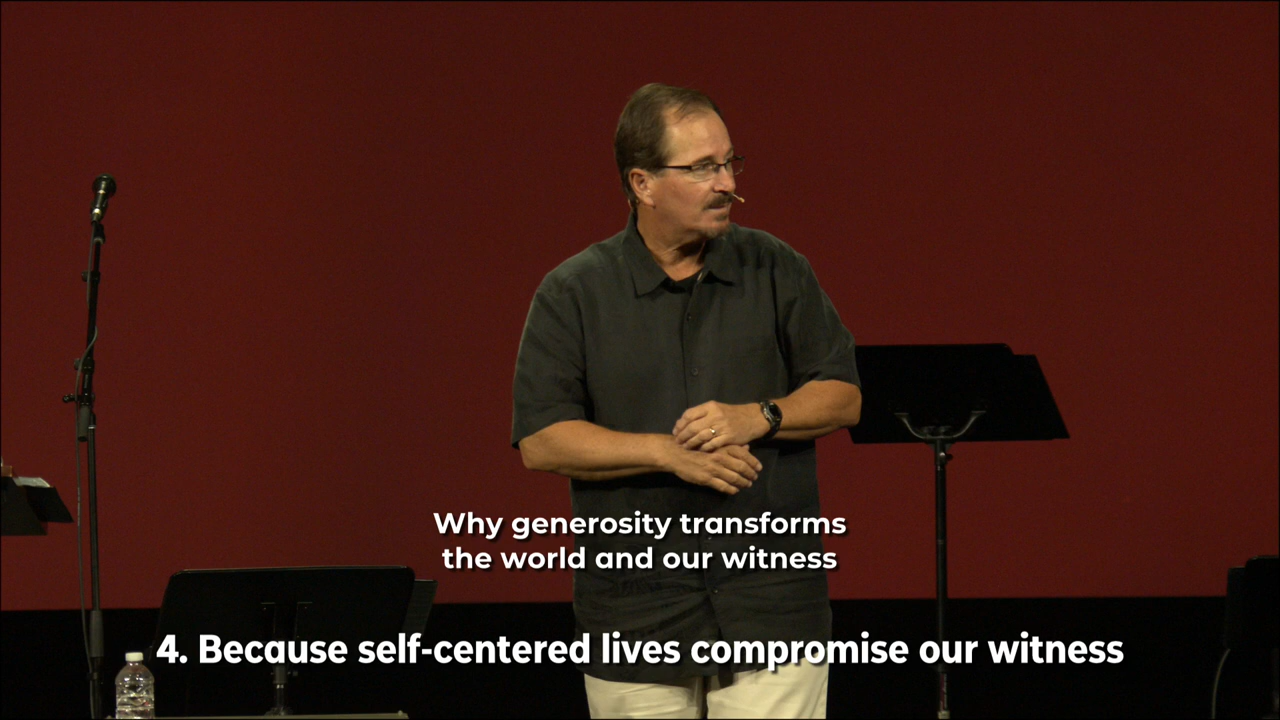 Why generosity transforms
the world and our witness
4. Because self-centered lives compromise our witness